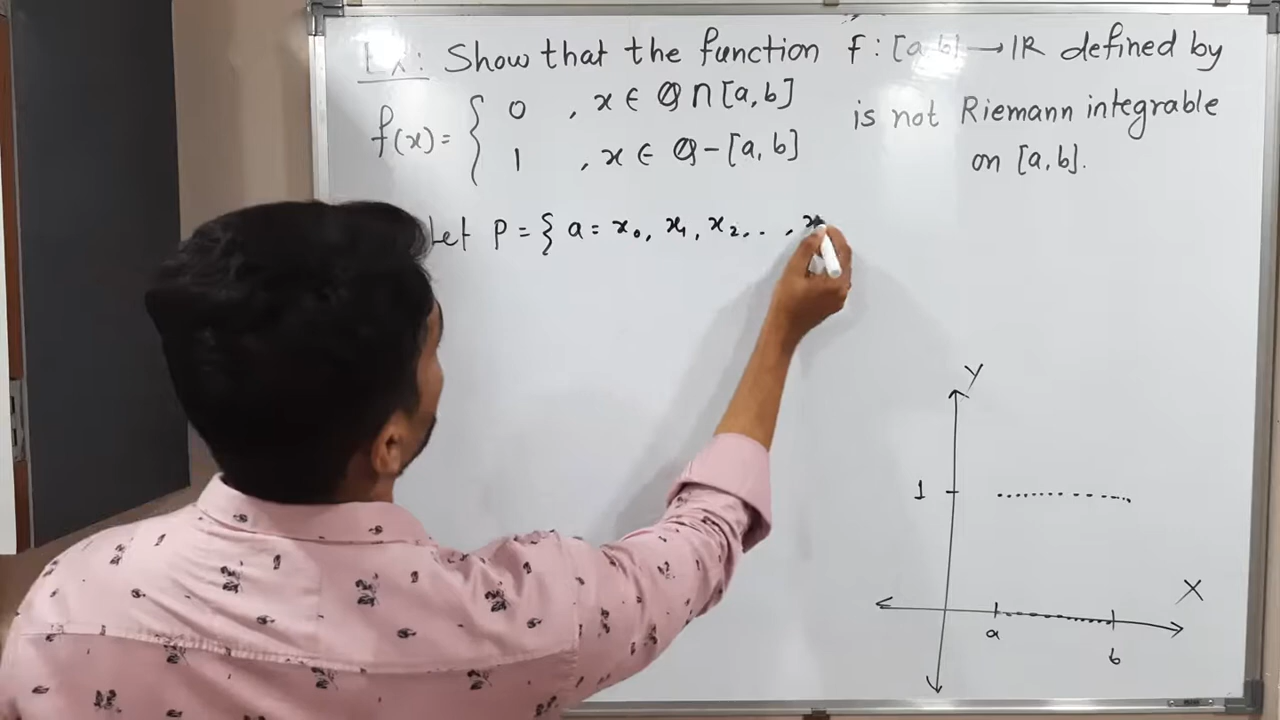 Ex: Show that the function f : [a, b] → IR defined by
f(x) = { 0 , x ∈ Q ∩ [a, b]
1 , x ∈ Q - [a, b]
is not Riemann integrable
on [a, b].
Let P = { a = x₀, x₁, x₂, . . , x
Y
1
X
a
b